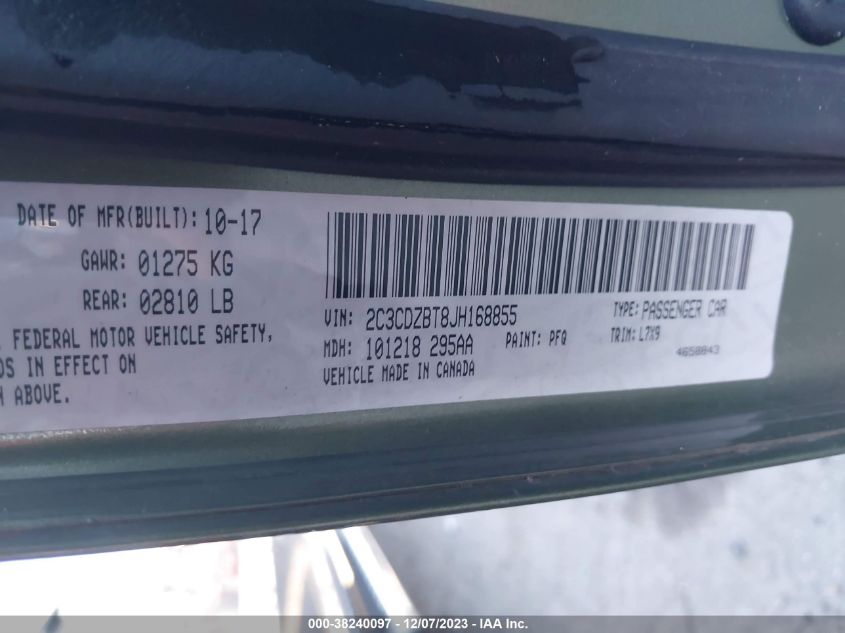 DATE OF MFR(BUILT): 10-17
GAWR: 01275 KG
REAR: 02810 LB
FEDERAL MOTOR VEHICLE SAFETY,
DS IN EFFECT ON
ABOVE.
VIN: 2C3CDZBT8JH168855
TYPE: PASSENGER CAR
MDH: 101218 295AA
PAINT: PFQ
TRIM: L7X9
VEHICLE MADE IN CANADA
4650843
000-38240097 - 12/07/2023 - IAA Inc.